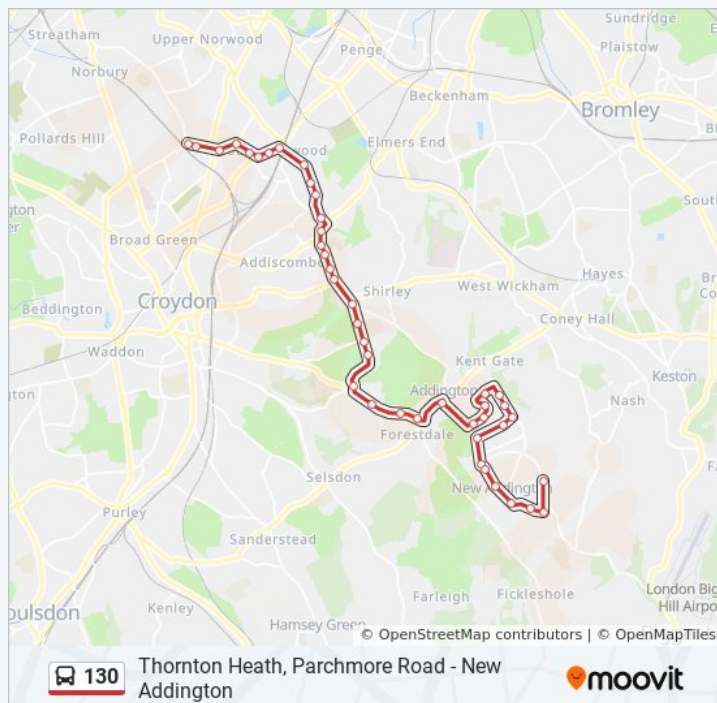 Sundridge
Streatham
Upper Norwood
Penge
Plaistow
Norbury
Beckenham
Bromley
Pollards Hill
Elmers End
Broad Green
Addiscombe
Hayes
Shirley
West Wickham
Croydon
Beddington
Coney Hall
Waddon
Kent Gate
Keston
Addington
Nash
Forestdale
Selsdon
New Addington
Purley
Sanderstead
Fickleshole
London Big
Hill Airpo
Farleigh
Kenley
oulsdon
Hamsey Green
© OpenStreetMap contributors | © OpenMapTiles
130
Thornton Heath, Parchmore Road - New
Addington
moovit